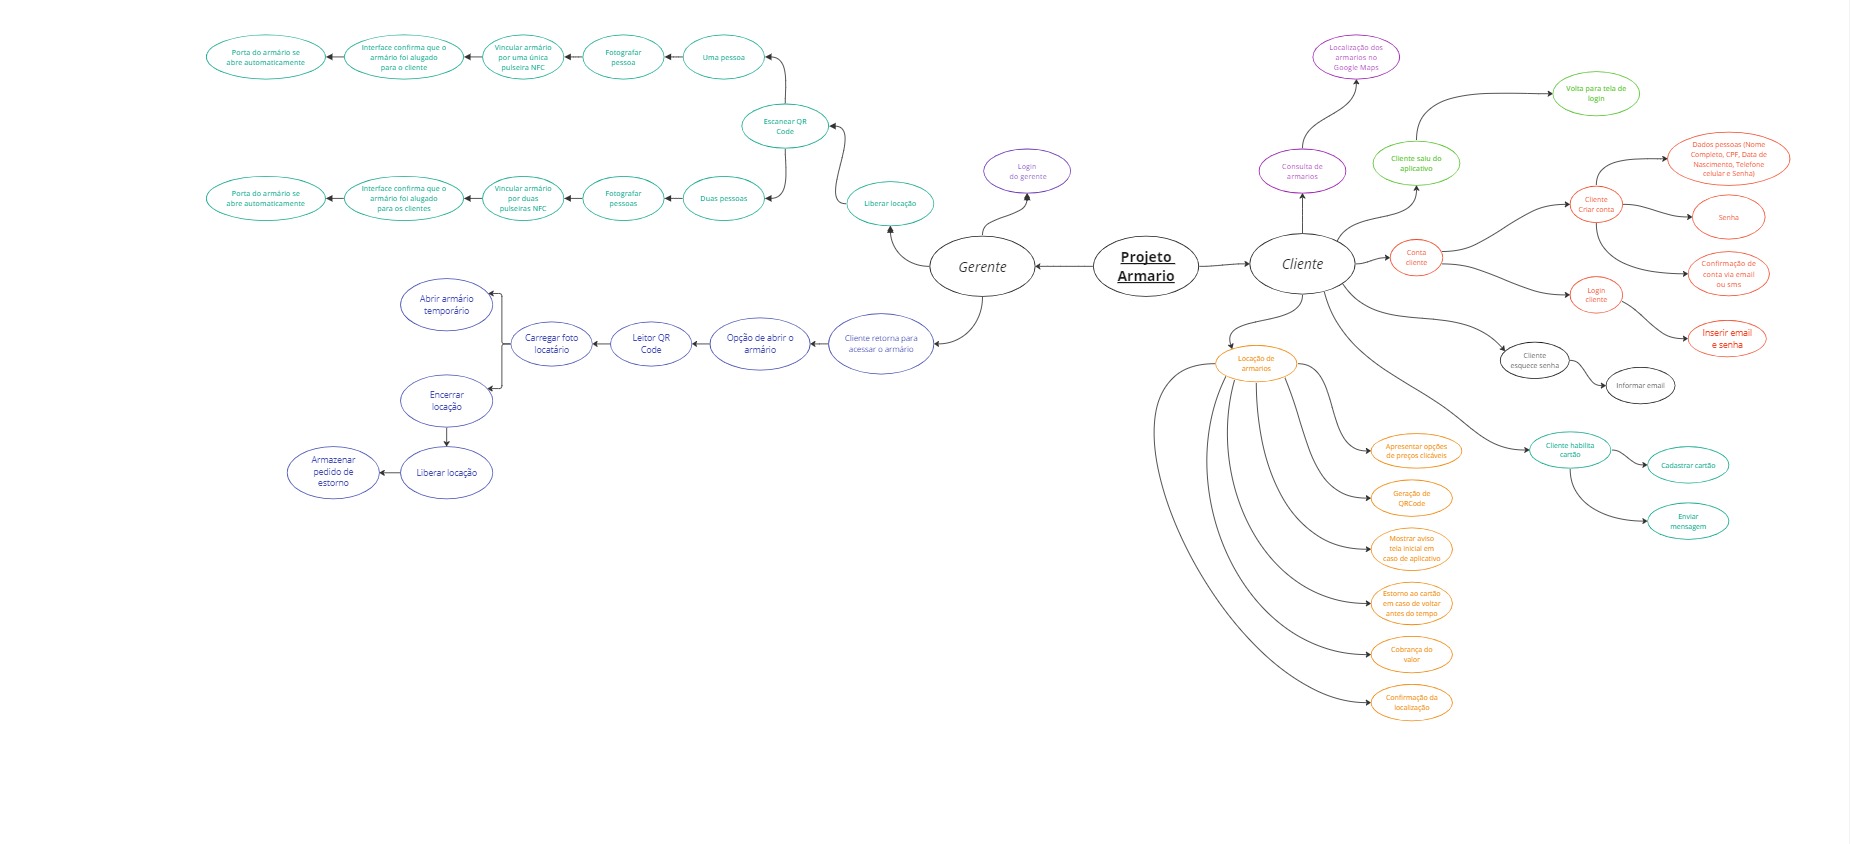 Porta do armário se
abre automaticamente
Interface confirma que o
armário foi alugado
para o cliente
Vincular armário
por uma única
pulseira NFC
Fotografar
pessoa
Uma pessoa
Escanear QR
Code
Porta do armário se
abre automaticamente
Interface confirma que o
armário foi alugado
para os clientes
Vincular armário
por duas
pulseiras NFC
Fotografar
pessoas
Duas pessoas
Liberar locação
Login
do gerente
Gerente
Projeto
Armario
Cliente
Abrir armário
temporário
Carregar foto
locatário
Leitor QR
Code
Opção de abrir o
armário
Cliente retorna para
acessar o armário
Encerrar
locação
Armazenar
pedido de
estorno
Liberar locação
Localização dos
armarios no
Google Maps
Consulta de
armarios
Cliente saiu do
aplicativo
Volta para tela de
login
Conta
cliente
Cliente
Criar conta
Dados pessoas (Nome
Completo, CPF, Data de
Nascimento, Telefone
celular e Senha)
Senha
Confirmação de
conta via email
ou sms
Login
cliente
Inserir email
e senha
Cliente
esquece senha
Informar email
Cliente habilita
cartão
Cadastrar cartão
Enviar
mensagem
Locação de
armarios
Apresentar opções
de preços clicáveis
Geração de
QRCode
Mostrar aviso
tela inicial em
caso de aplicativo
Estorno ao cartão
em caso de voltar
antes do tempo
Cobrança do
valor
Confirmação da
localização